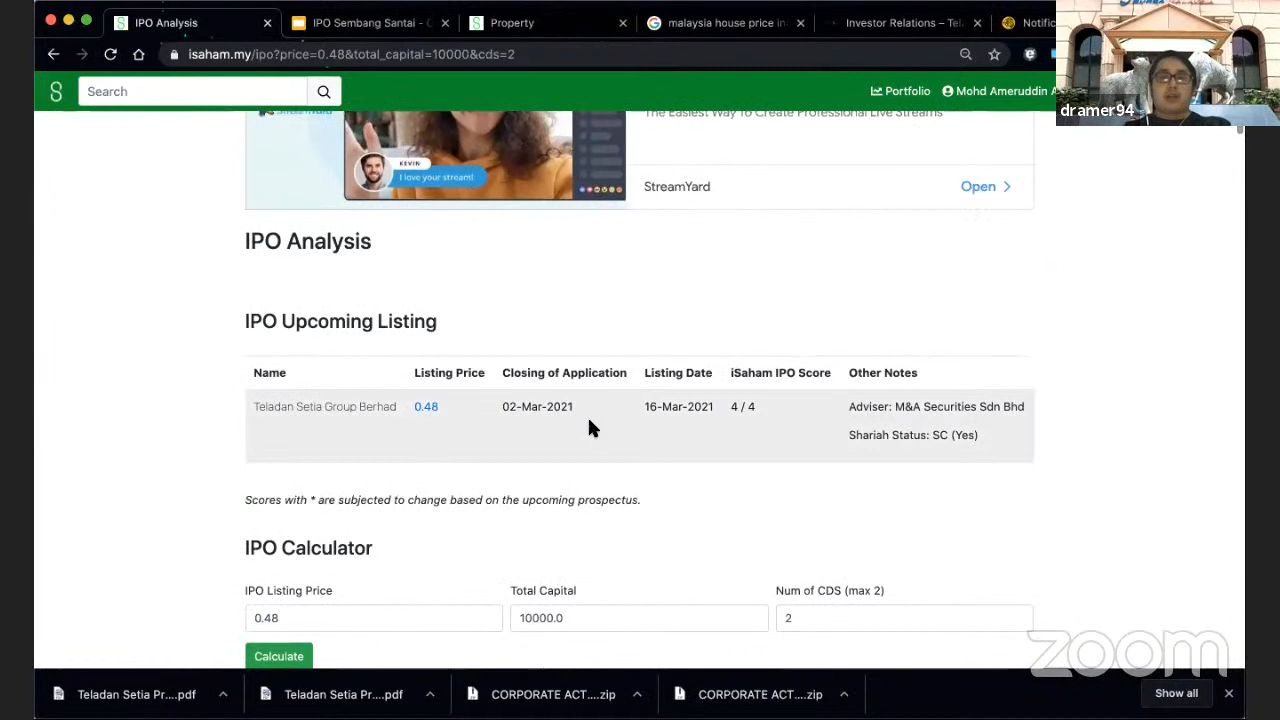 IPO Analysis
IPO Sembang Santai - G
Property
malaysia house price in
Investor Relations – Tel
Notific
isaham.my/ipo?price=0.48&total_capital=10000&cds=2
Search
Portfolio
Mohd Ameruddin A
dramer94
The Easiest Way To Create Professional Live Streams
KEVIN
I love your stream!
StreamYard
Open
IPO Analysis
IPO Upcoming Listing
Name Listing Price Closing of Application Listing Date iSaham IPO Score Other Notes
Teladan Setia Group Berhad 0.48 02-Mar-2021 16-Mar-2021 4 / 4 Adviser: M&A Securities Sdn Bhd
Shariah Status: SC (Yes)
Scores with * are subjected to change based on the upcoming prospectus.
IPO Calculator
IPO Listing Price Total Capital Num of CDS (max 2)
0.48 10000.0 2
Calculate
zoom
Teladan Setia Pr....pdf
Teladan Setia Pr....pdf
CORPORATE ACT....zip
CORPORATE ACT....zip
Show all